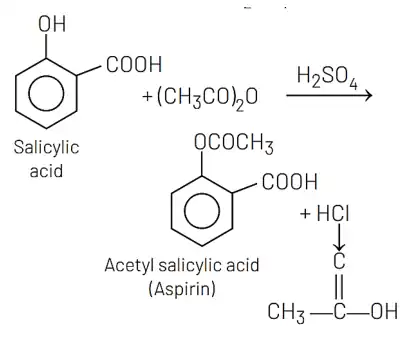 OH
COOH
+(CH₃CO)₂O
H₂SO₄
Salicylic
acid
OCOCH₃
COOH
+ HCl
Acetyl salicylic acid
(Aspirin)
C
CH₃—C—OH